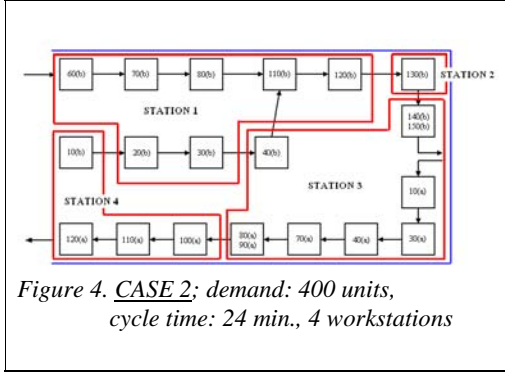 60(b) 70(b) 80(b) 110(b) 120(b) 130(b) STATION 2
STATION 1
140(b)
150(b)
10(b) 20(b) 30(b) 40(b)
STATION 3
10(a)
STATION 4
120(a) 110(a) 100(a) 80(a) 70(a) 40(a) 30(a)
90(a)
Figure 4. CASE 2; demand: 400 units,
cycle time: 24 min., 4 workstations